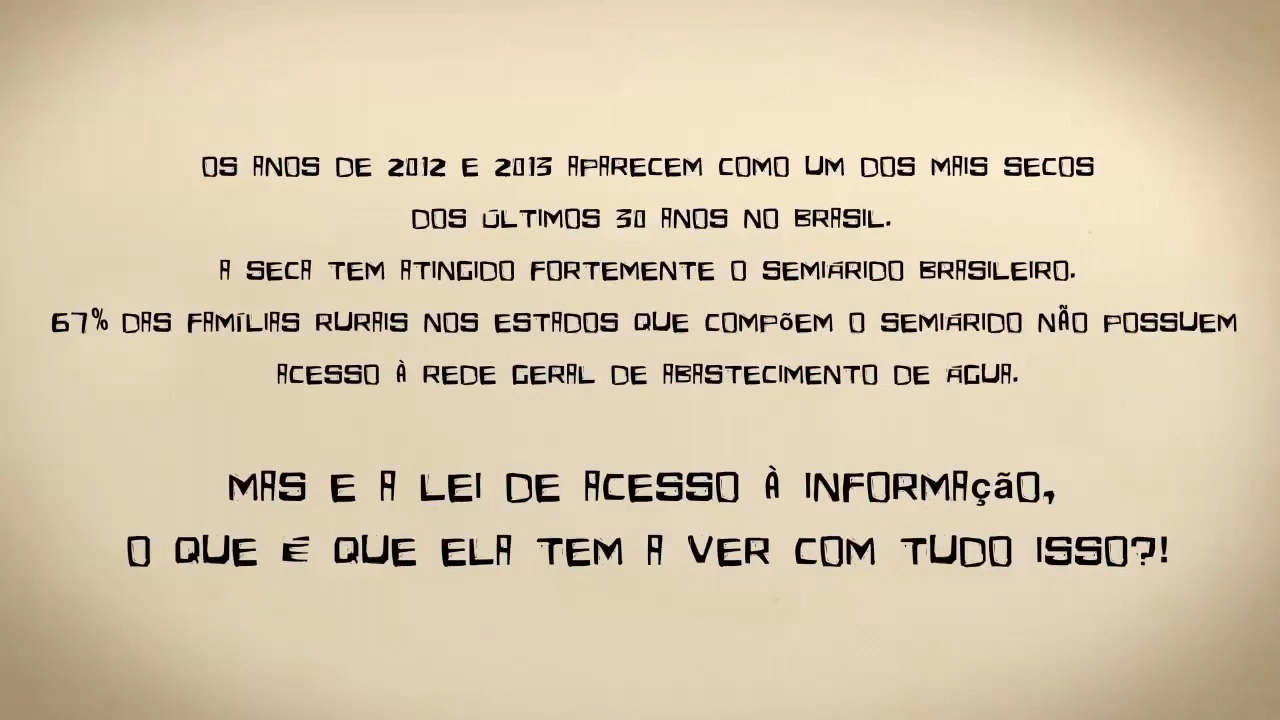 OS ANOS DE 2012 E 2013 APARECEM COMO UM DOS MAIS SECOS
DOS ÚLTIMOS 30 ANOS NO BRASIL.
A SECA TEM ATINGIDO FORTEMENTE O SEMIÁRIDO BRASILEIRO.
67% DAS FAMÍLIAS RURAIS NOS ESTADOS QUE COMPÕEM O SEMIÁRIDO NÃO POSSUEM
ACESSO À REDE GERAL DE ABASTECIMENTO DE ÁGUA.
MAS E A LEI DE ACESSO À INFORMAÇÃO,
O QUE É QUE ELA TEM A VER COM TUDO ISSO?!